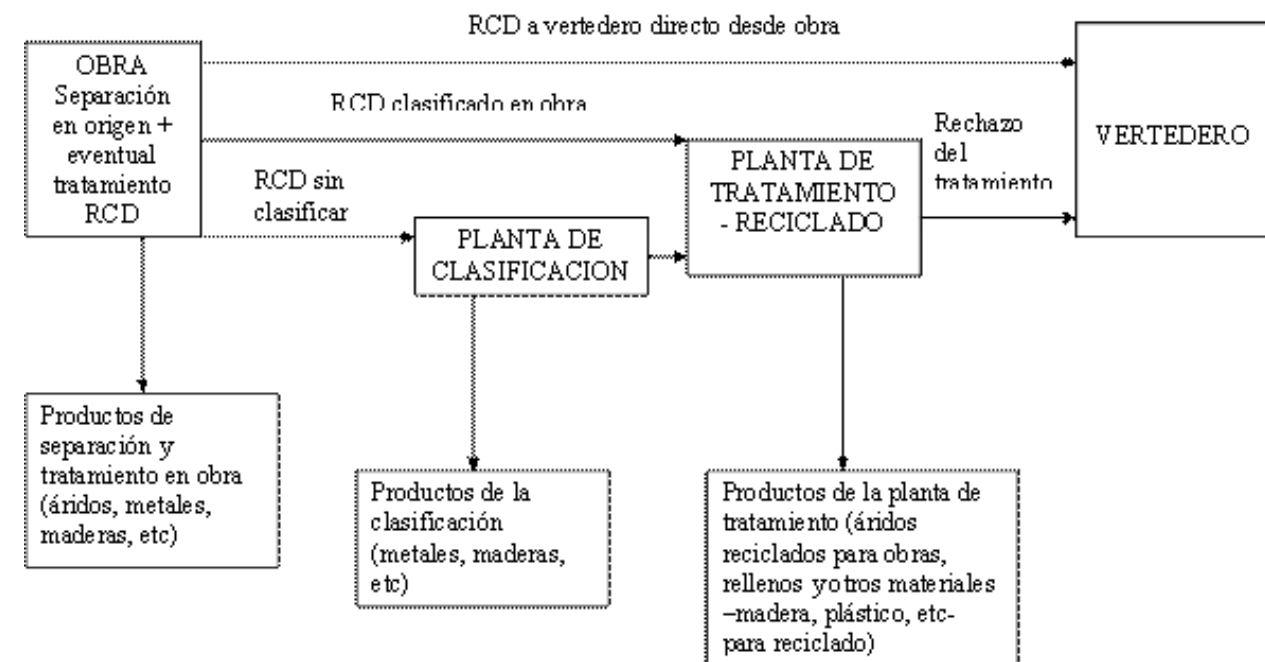 RCD a vertedero directo desde obra
OBRA
Separación
en origen +
eventual
tratamiento
RCD
RCD clasificado en obra
Rechazo
del
tratamiento
VERTEDERO
PLANTA DE
TRATAMIENTO
- RECICLADO
RCD sin
clasificar
PLANTA DE
CLASIFICACION
Productos de
separación y
tratamiento en obra
(áridos, metales,
maderas, etc)
Productos de la
clasificación
(metales, maderas,
etc)
Productos de la planta de
tratamiento (áridos
reciclados para obras,
rellenos yotros materiales
–madera, plástico, etc-
para reciclado)